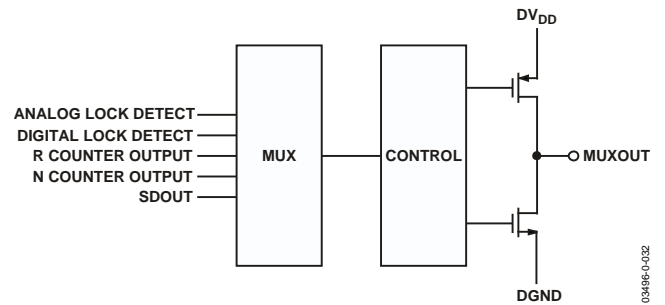 DVDD
ANALOG LOCK DETECT
DIGITAL LOCK DETECT
R COUNTER OUTPUT
N COUNTER OUTPUT
SDOUT
MUX
CONTROL
MUXOUT
DGND
03496-0-032